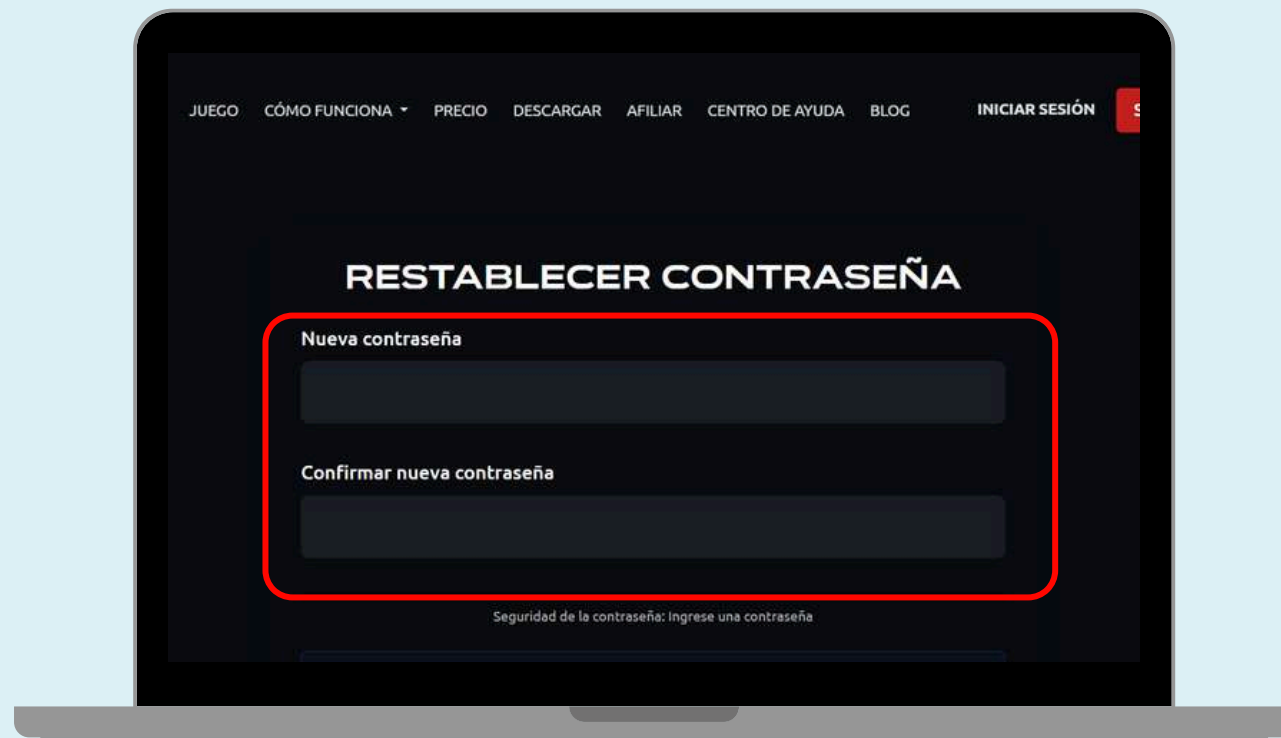 JUEGO CÓMO FUNCIONA PRECIO DESCARGAR AFILIAR CENTRO DE AYUDA BLOG INICIAR SESIÓN
RESTABLECER CONTRASEÑA
Nueva contraseña
Confirmar nueva contraseña
Seguridad de la contraseña: Ingrese una contraseña